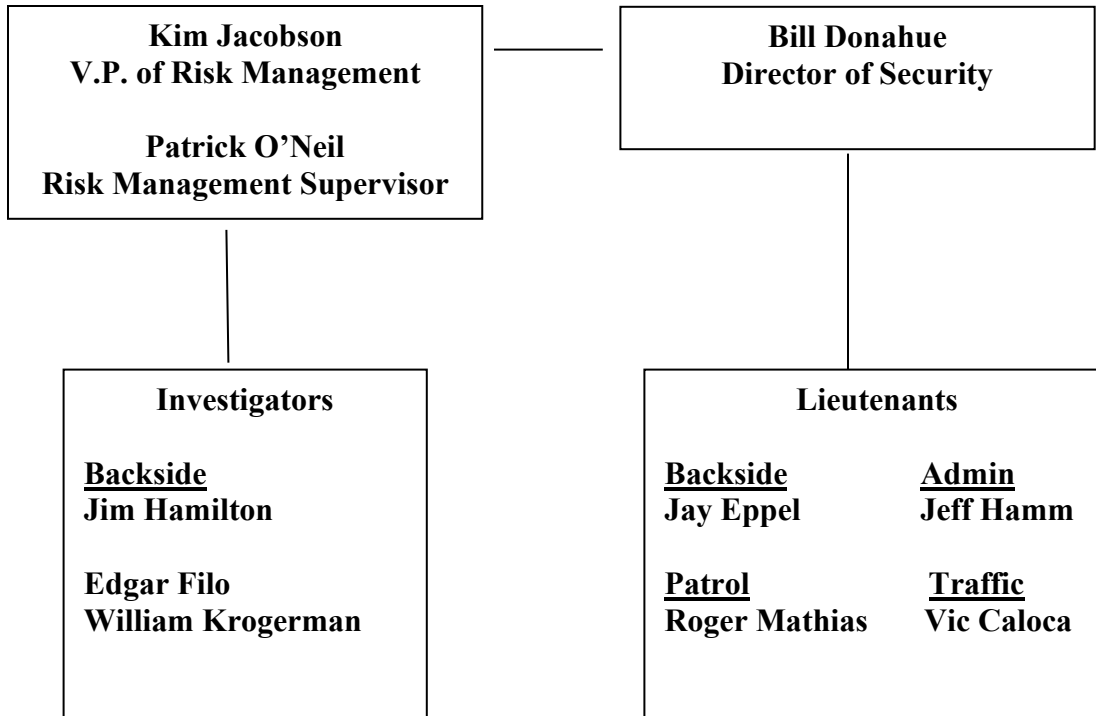 Kim Jacobson
V.P. of Risk Management
Patrick O’Neil
Risk Management Supervisor
Bill Donahue
Director of Security
Investigators
Backside
Jim Hamilton
Edgar Filo
William Krogerman
Lieutenants
Backside
Jay Eppel
Admin
Jeff Hamm
Patrol
Roger Mathias
Traffic
Vic Caloca